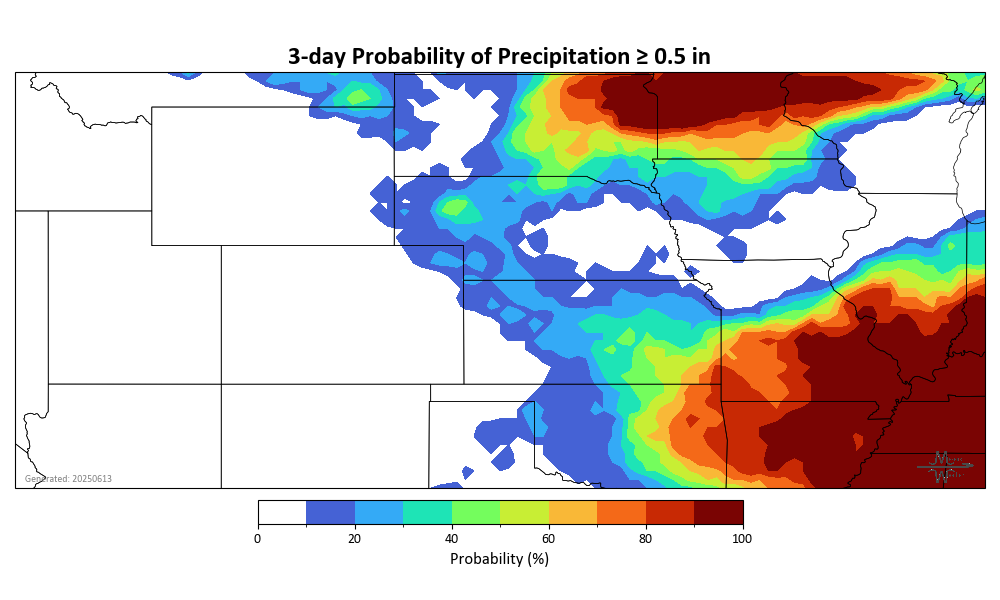 3-day Probability of Precipitation ≥ 0.5 in
Generated: 20250613
0 20 40 60 80 100
Probability (%)